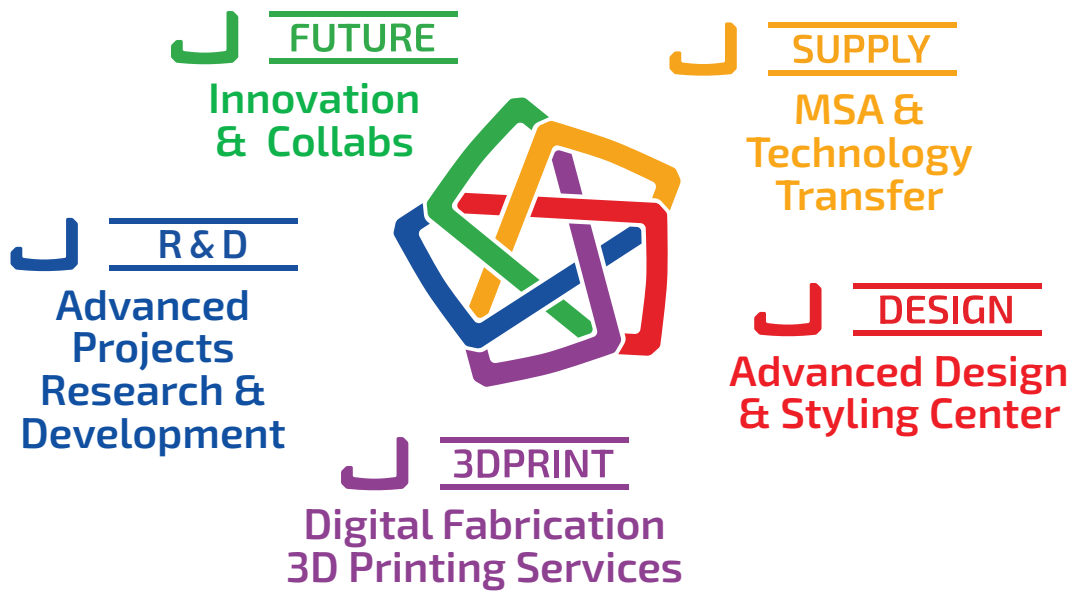 FUTURE
Innovation
& Collabs
SUPPLY
MSA &
Technology
Transfer
R & D
Advanced
Projects
Research &
Development
DESIGN
Advanced Design
& Styling Center
3DPRINT
Digital Fabrication
3D Printing Services